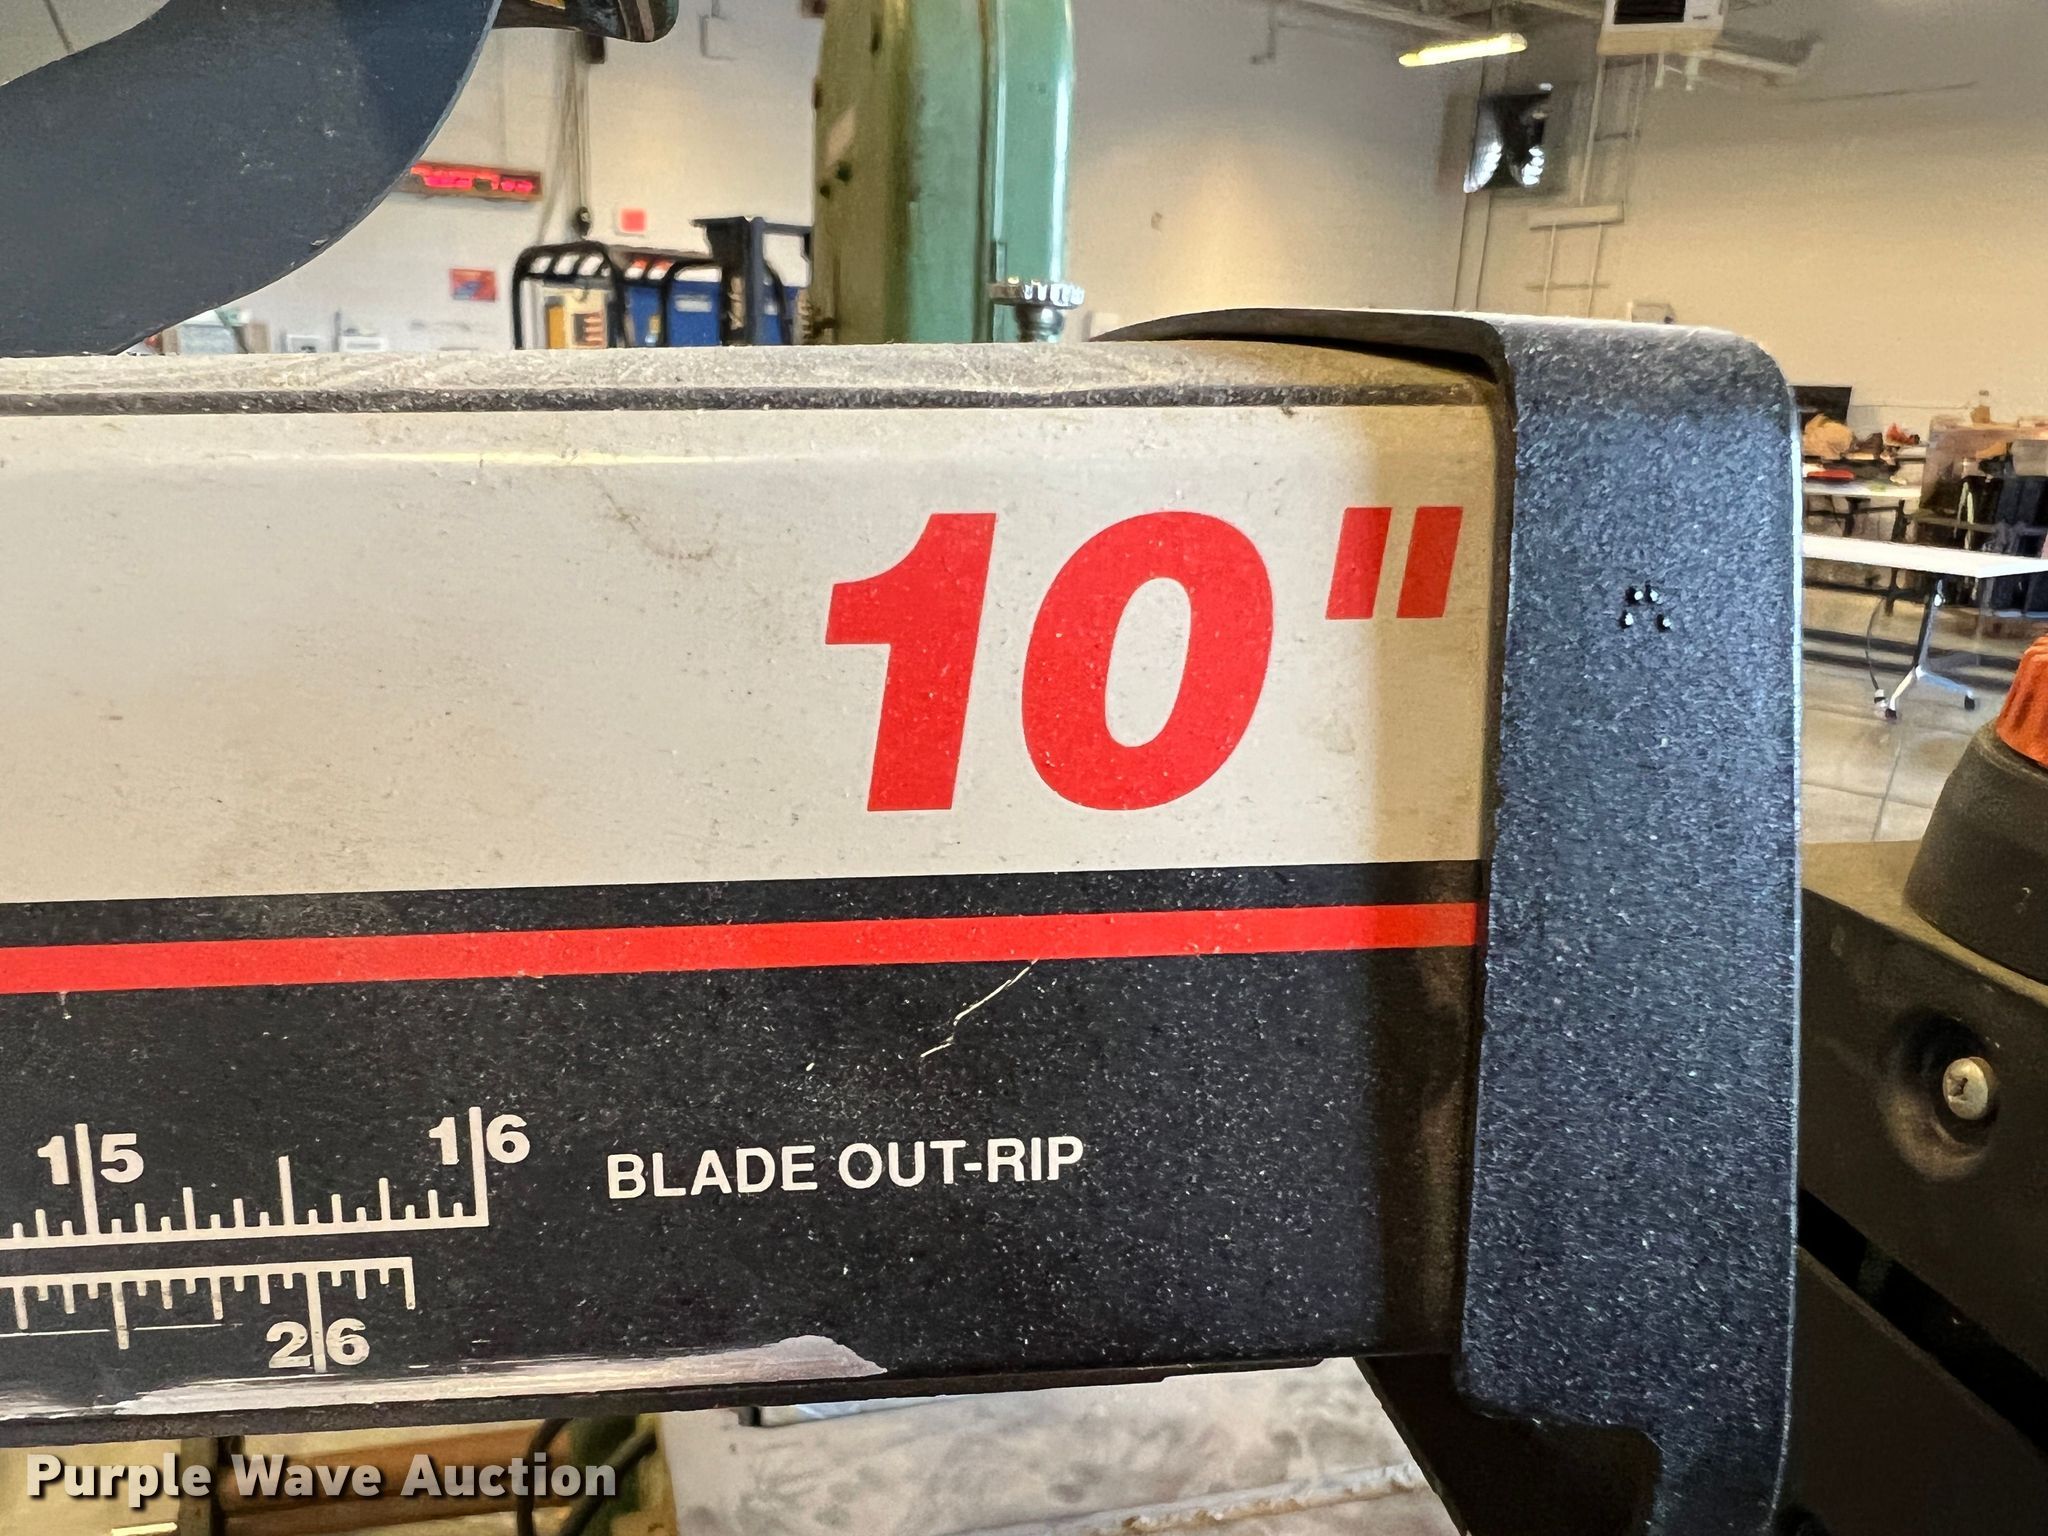 10"
15 16 BLADE OUT-RIP
26
Purple Wave Auction